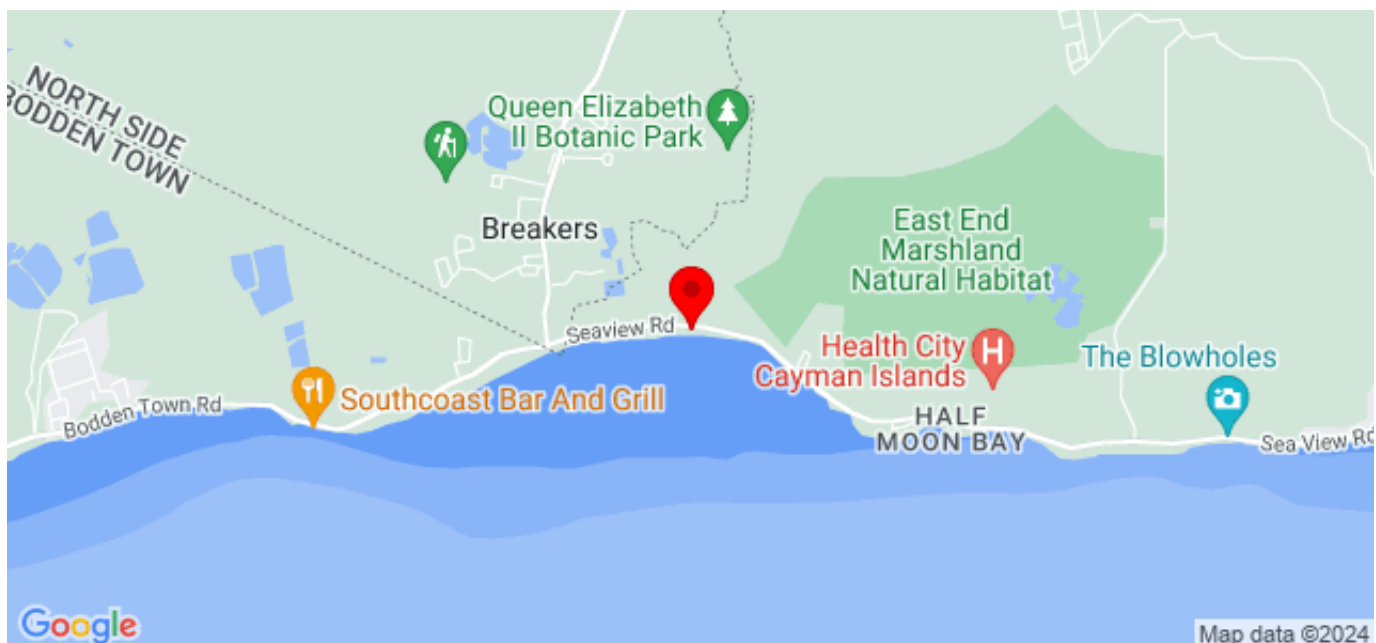 NORTH SIDE
BODDEN TOWN
Queen Elizabeth
II Botanic Park
Breakers
East End
Marshland
Natural Habitat
Seaview Rd
Health City
Cayman Islands
H
The Blowholes
Southcoast Bar And Grill
Bodden Town Rd
HALF
MOON BAY
Sea View Rd
Google
Map data ©2024